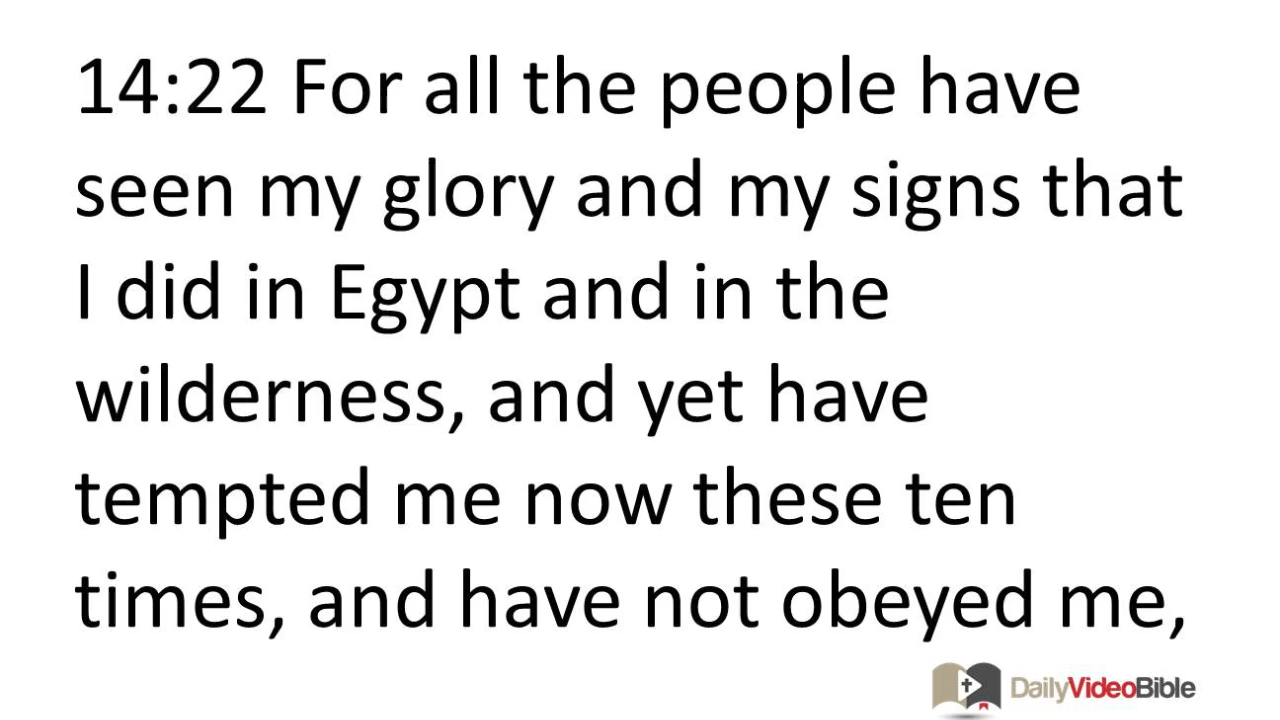 14:22 For all the people have
seen my glory and my signs that
I did in Egypt and in the
wilderness, and yet have
tempted me now these ten
times, and have not obeyed me,
DailyVideoBible